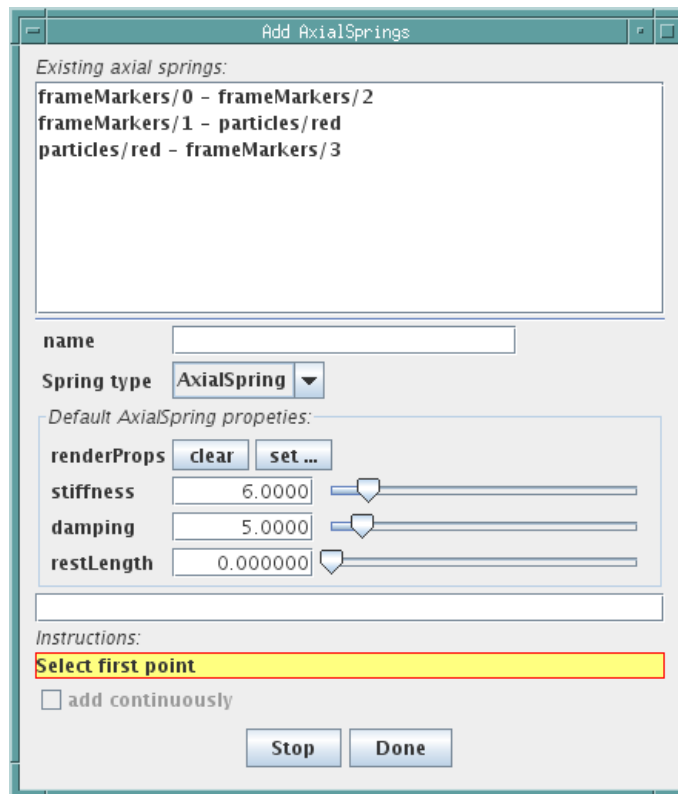 Add AxialSprings
Existing axial springs:
frameMarkers/0 - frameMarkers/2
frameMarkers/1 - particles/red
particles/red - frameMarkers/3
name
Spring type AxialSpring
Default AxialSpring propeties:
renderProps clear set ...
stiffness 6.0000
damping 5.0000
restLength 0.000000
Instructions:
Select first point
add continuously
Stop Done